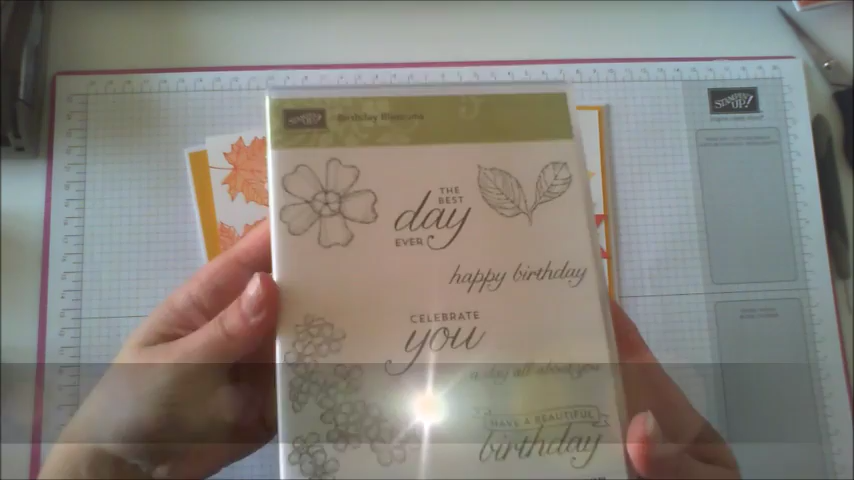 STAMPIN' UP!
Birthday Blossoms
STAMPIN' UP!
THE
BEST
day
EVER
happy birthday
CELEBRATE
you
a day all about you
HAVE A BEAUTIFUL
birthday